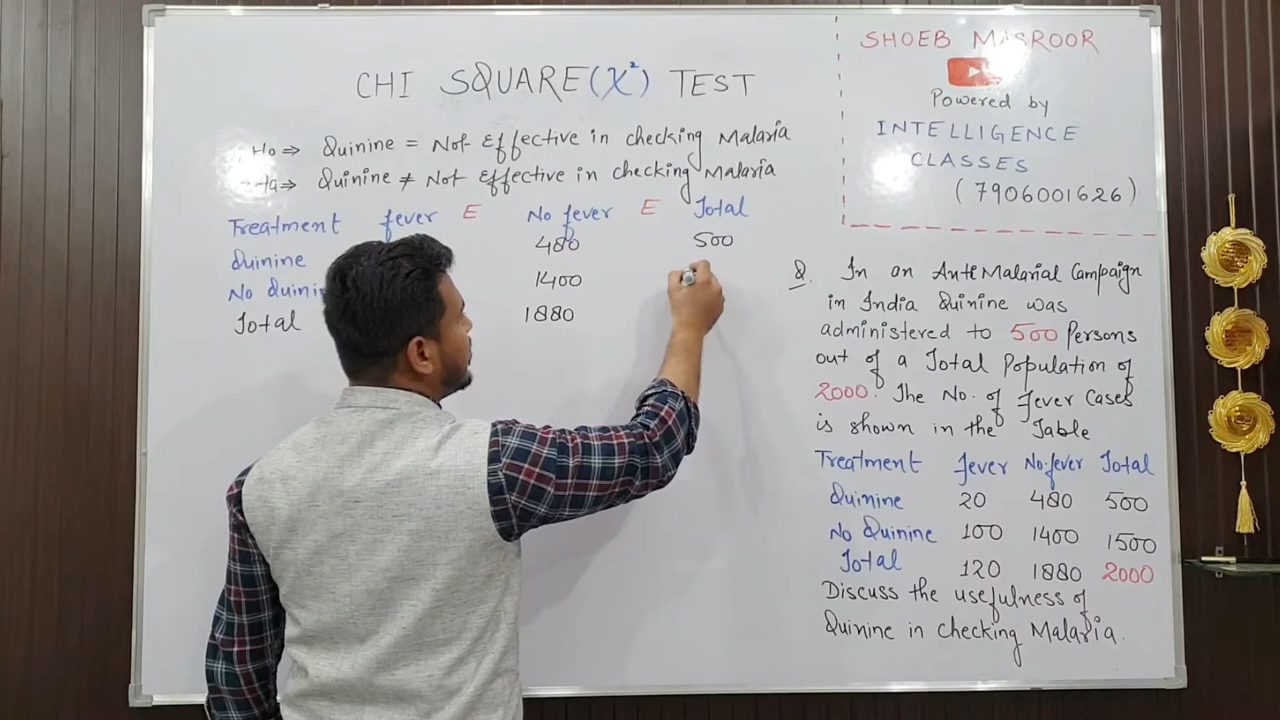 CHI SQUARE (χ²) TEST
Ho ⇒ Quinine = Not Effective in checking Malaria
Ha ⇒ Quinine ≠ Not Effective in checking Malaria
Treatment fever E No fever E Total
Quinine 480 500
No Quinin 1400
Total 1880
SHOEB MASROOR
Powered by
INTELLIGENCE
CLASSES
(7906001626)
Q. In an Ante Malarial Campaign
in India Quinine was
administered to 500 Persons
out of a Total Population of
2000. The No. of fever Cases
is shown in the Table
Treatment fever No.fever Total
Quinine 20 480 500
No Quinine 100 1400 1500
Total 120 1880 2000
Discuss the usefulness of
Quinine in checking Malaria.